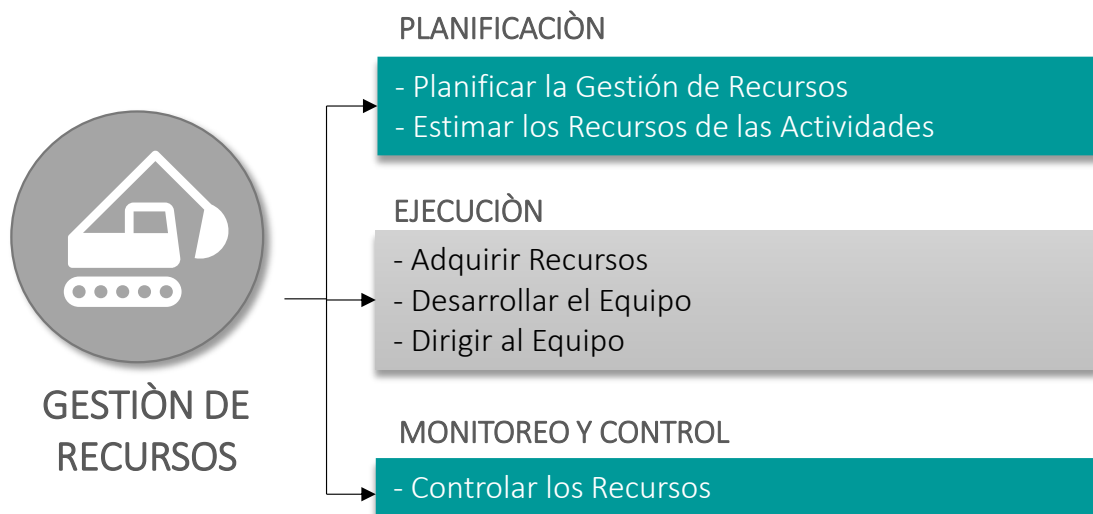 PLANIFICACIÒN
- Planificar la Gestión de Recursos
- Estimar los Recursos de las Actividades
EJECUCIÒN
- Adquirir Recursos
- Desarrollar el Equipo
- Dirigir al Equipo
GESTIÒN DE
RECURSOS
MONITOREO Y CONTROL
- Controlar los Recursos